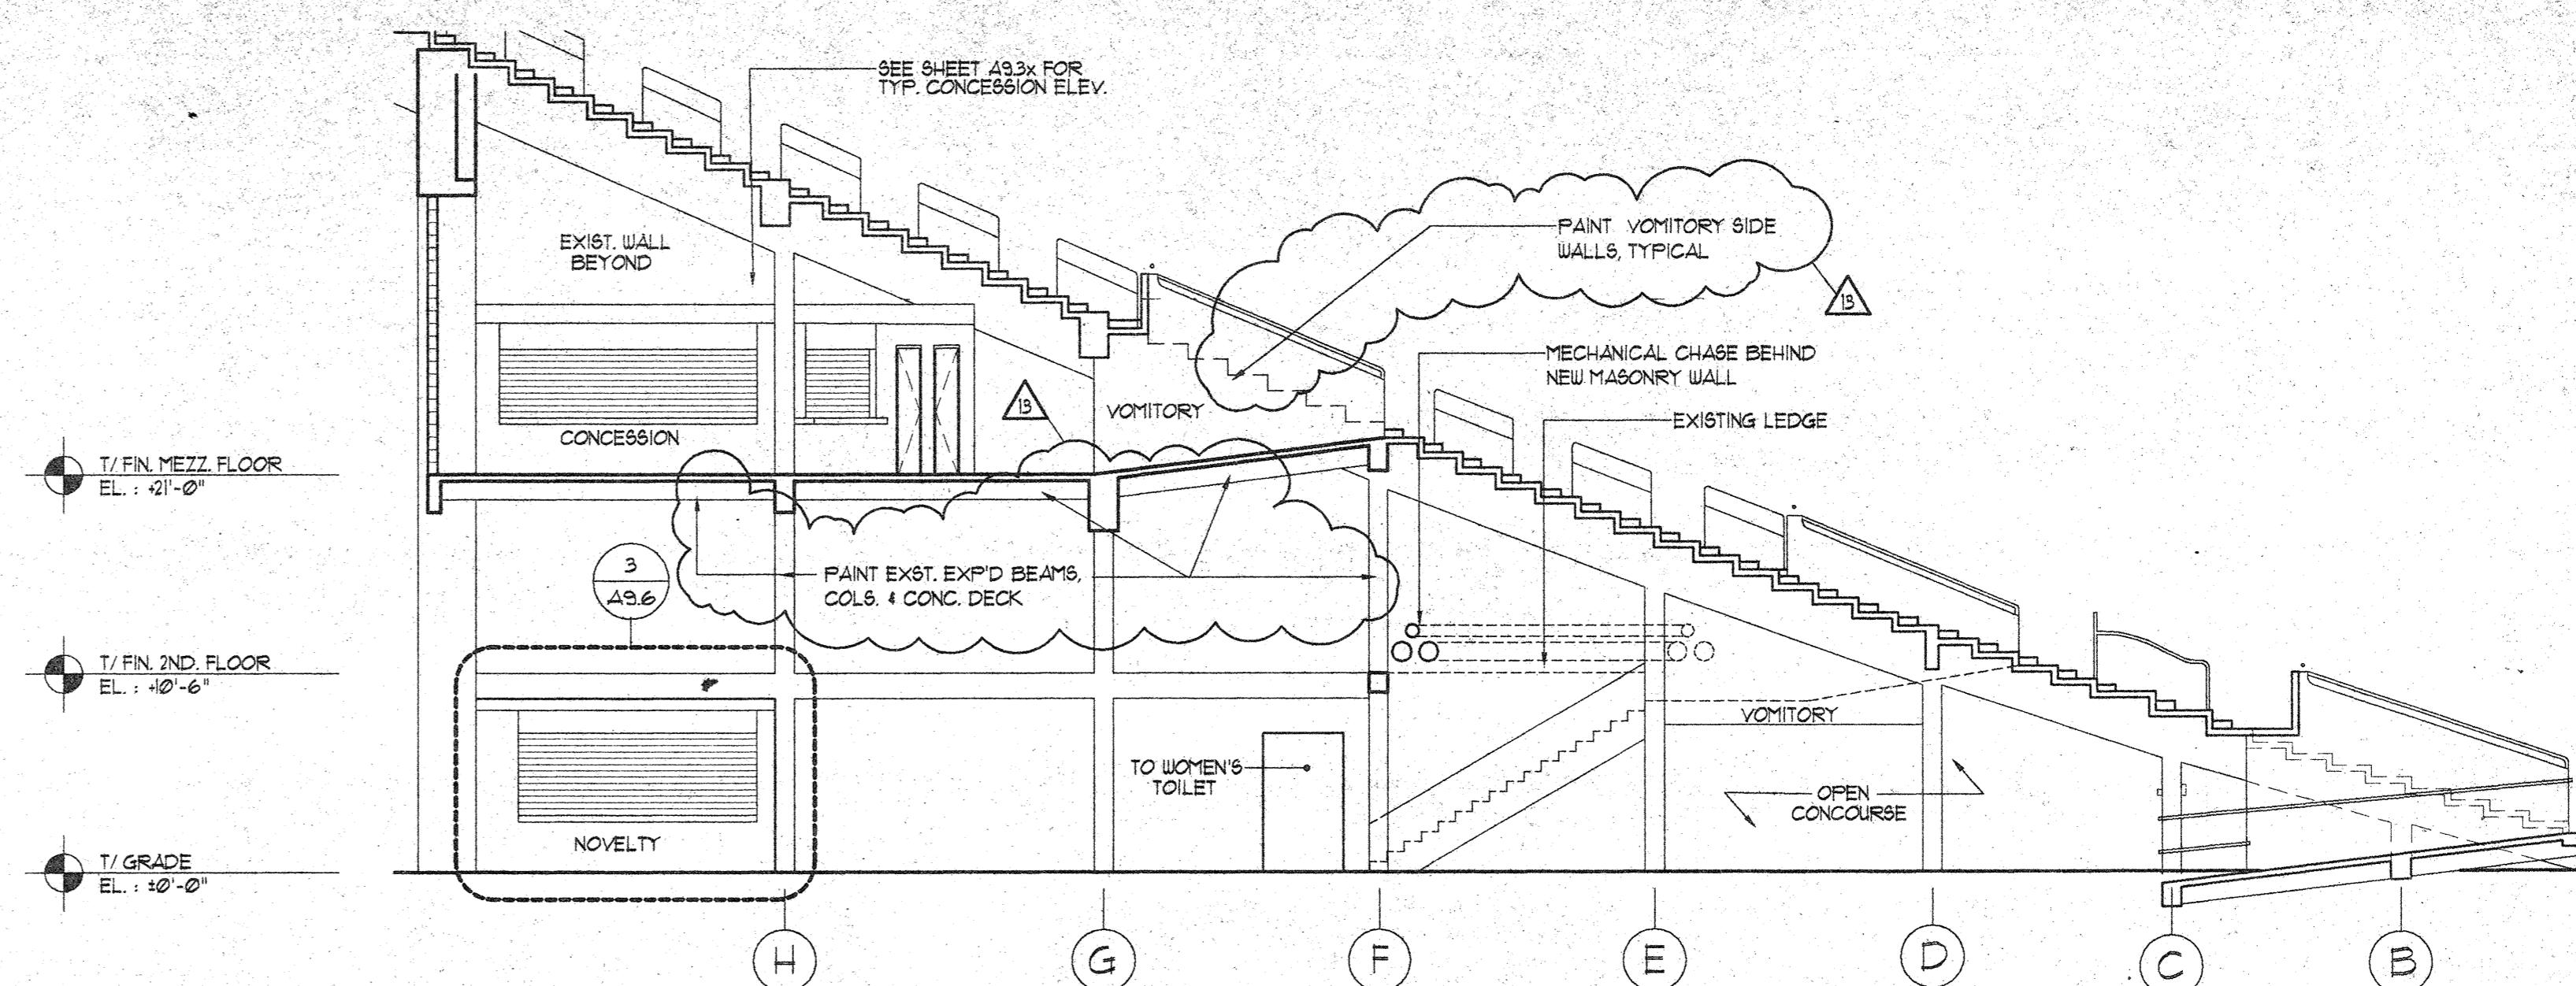 SEE SHEET A9.3x FOR
TYP. CONCESSION ELEV.
EXIST. WALL
BEYOND
PAINT VOMITORY SIDE
WALLS, TYPICAL
13
MECHANICAL CHASE BEHIND
NEW MASONRY WALL
13
VOMITORY
EXISTING LEDGE
CONCESSION
T/ FIN. MEZZ. FLOOR
EL. : +21'-0"
3
A9.6
PAINT EXST. EXP'D BEAMS,
COLS. & CONC. DECK
T/ FIN. 2ND. FLOOR
EL. : +10'-6"
VOMITORY
TO WOMEN'S
TOILET
OPEN
CONCOURSE
NOVELTY
T/ GRADE
EL. : ±0'-0"
H G F E D C B